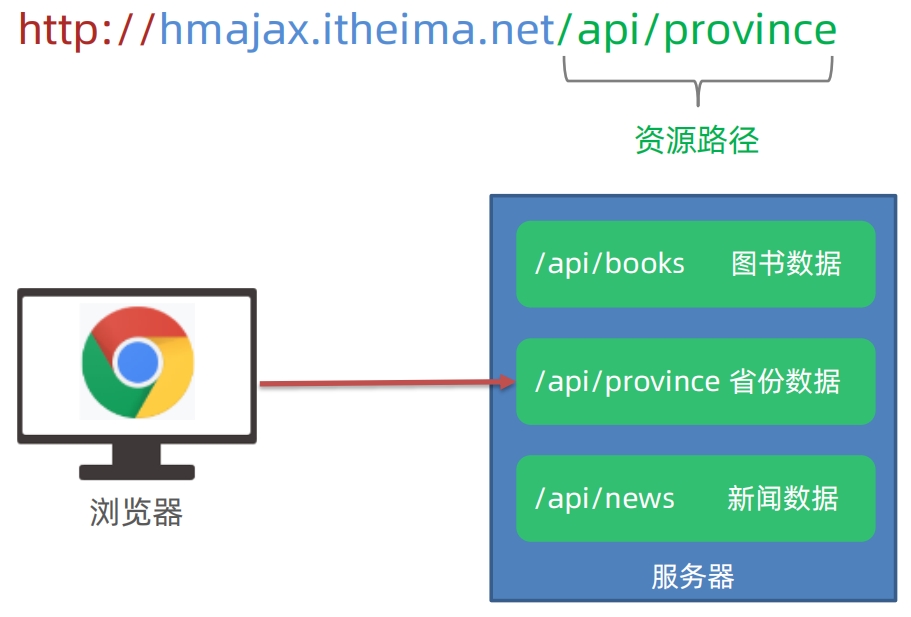 http://hmajax.itheima.net/api/province
资源路径
/api/books 图书数据
/api/province 省份数据
/api/news 新闻数据
服务器
浏览器